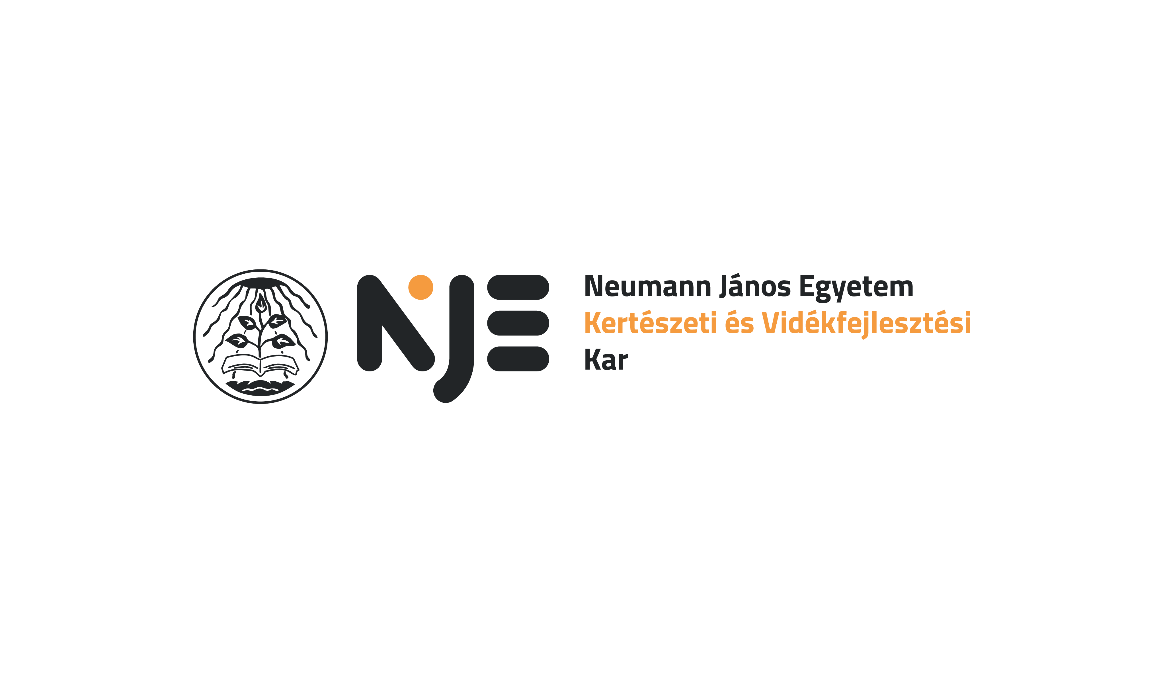 NJE
Neumann János Egyetem
Kertészeti és Vidékfejlesztési
Kar